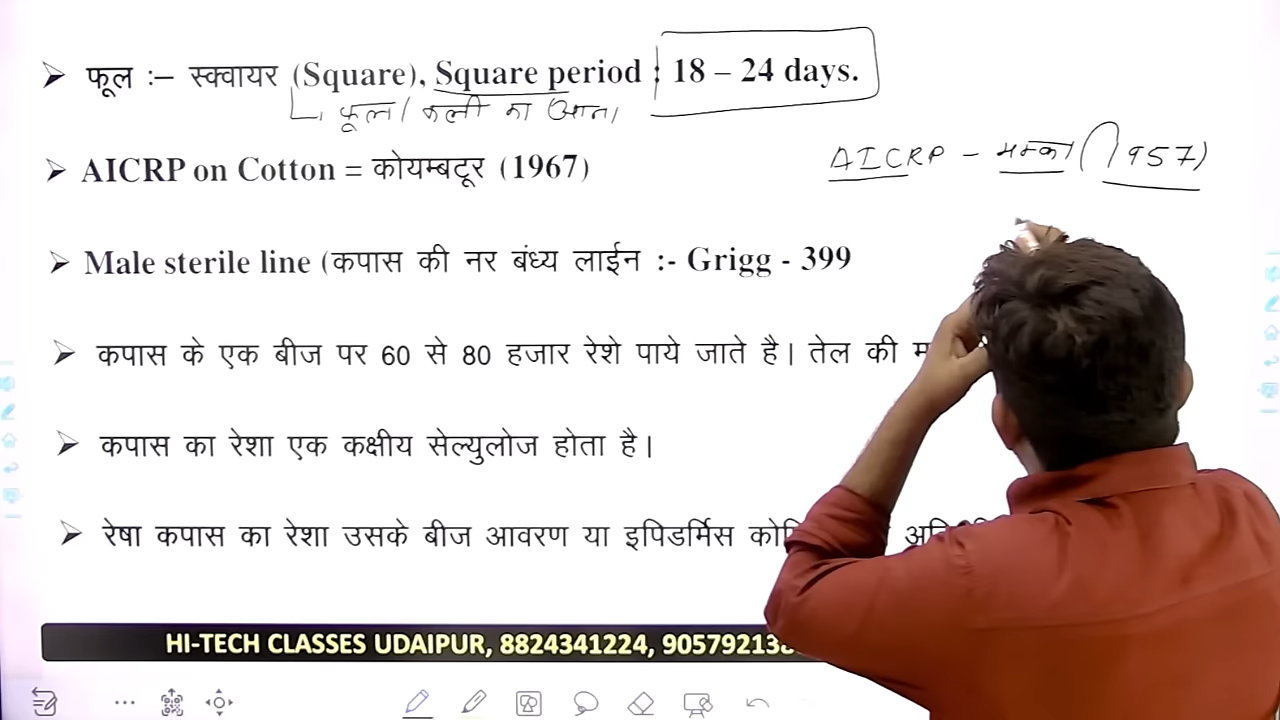 ➢ फूल :– स्क्वायर (Square), Square period : 18 – 24 days.
फूल / कली का आना
➢ AICRP on Cotton = कोयम्बटूर (1967)
AICRP – मक्का (1957)
➢ Male sterile line (कपास की नर बंध्य लाईन :- Grigg - 399
➢ कपास के एक बीज पर 60 से 80 हजार रेशे पाये जाते है। तेल की
➢ कपास का रेशा एक कक्षीय सेल्युलोज होता है।
➢ रेषा कपास का रेशा उसके बीज आवरण या इपिडर्मिस
HI-TECH CLASSES UDAIPUR, 8824341224,